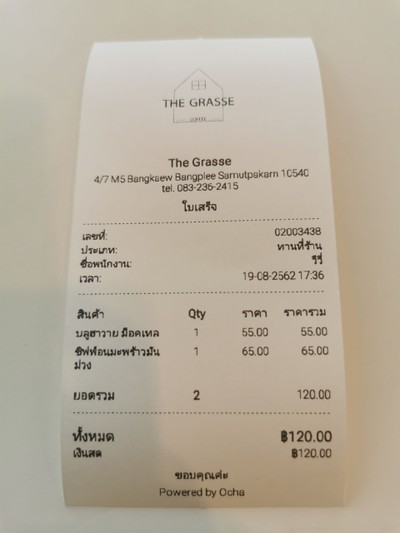 THE GRASSE
COFFEE
The Grasse
4/7 M5 Bangkaew Bangplee Samutpakarn 10540
tel. 083-236-2415
ใบเสร็จ
เลขที่: 02003438
ประเภท: ทานที่ร้าน
ชื่อพนักงาน: รีรี่
เวลา: 19-08-2562 17:36
สินค้า Qty ราคา ราคารวม
บลูฮาวาย ม็อคเทล 1 55.00 55.00
ชิฟฟ่อนมะพร้าวมัน 1 65.00 65.00
ม่วง
ยอดรวม 2 120.00
ทั้งหมด ฿120.00
เงินสด ฿120.00
ขอบคุณค่ะ
Powered by Ocha